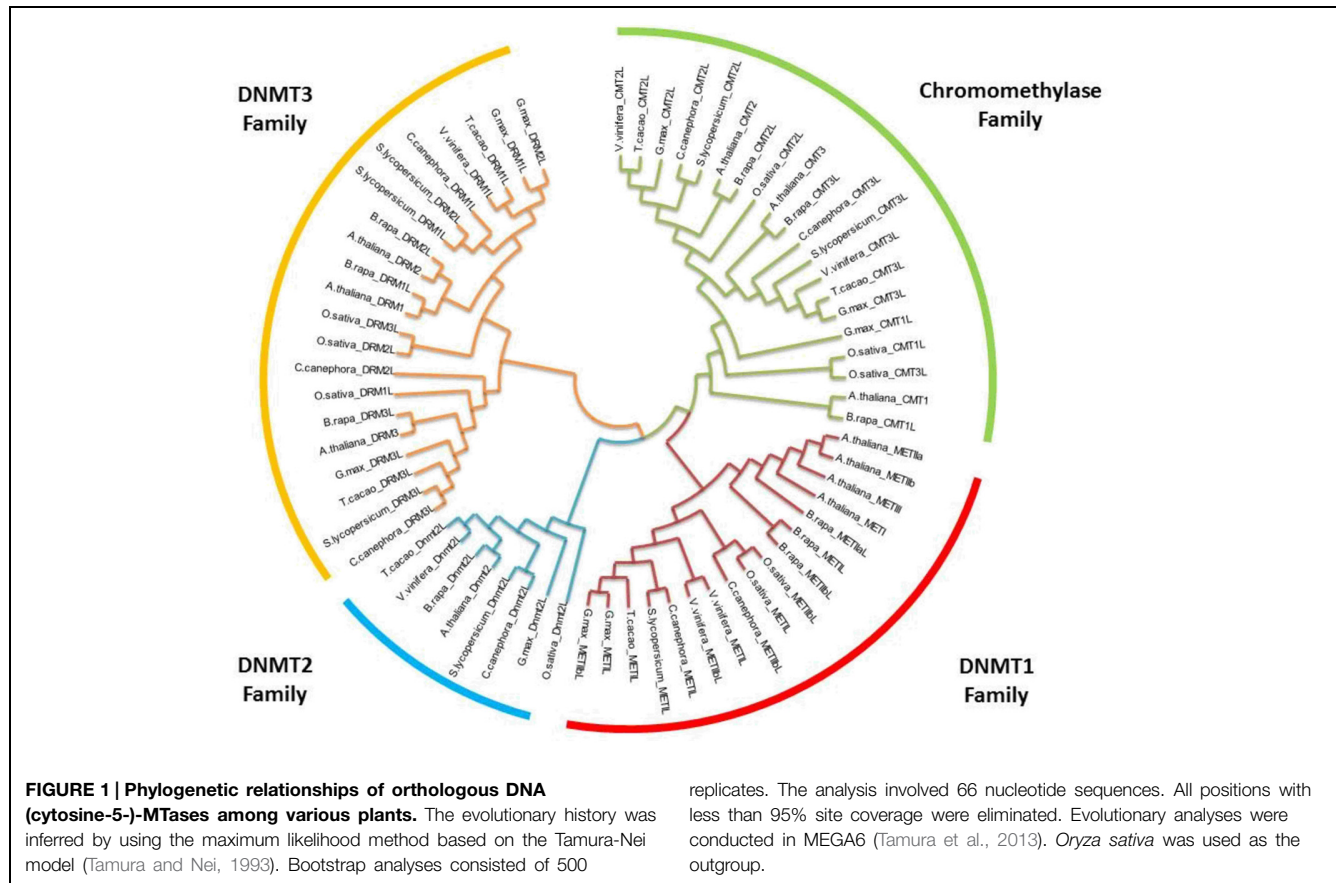 DNMT3
Family
Chromomethylase
Family
V.vinifera_CMT2L
T.cacao_CMT2L
G.max_CMT2L
C.canephora_CMT2L
S.lycopersicum_CMT2L
A.thaliana_CMT2
B.rapa_CMT2L
O.sativa_CMT2L
A.thaliana_CMT3
B.rapa_CMT3L
C.canephora_CMT3L
S.lycopersicum_CMT3L
V.vinifera_CMT3L
T.cacao_CMT3L
G.max_CMT3L
G.max_CMT1L
O.sativa_CMT1L
O.sativa_CMT3L
A.thaliana_CMT1
B.rapa_CMT1L
A.thaliana_METIIa
A.thaliana_METIIb
A.thaliana_METIII
A.thaliana_METI
B.rapa_METIIaL
B.rapa_METIL
B.rapa_METIIbL
O.sativa_METIIbL
O.sativa_METIL
C.canephora_METIIbL
V.vinifera_METIL
V.vinifera_METIIbL
C.canephora_METIL
S.lycopersicum_METIL
T.cacao_METIL
G.max_METIL
G.max_METIIbL
O.sativa_Dnmt2L
G.max_Dnmt2L
C.canephora_Dnmt2L
S.lycopersicum_Dnmt2L
A.thaliana_Dnmt2
B.rapa_Dnmt2L
V.vinifera_Dnmt2L
T.cacao_Dnmt2L
C.canephora_DRM3L
S.lycopersicum_DRM3L
T.cacao_DRM3L
G.max_DRM3L
A.thaliana_DRM3
B.rapa_DRM3L
O.sativa_DRM1L
C.canephora_DRM2L
O.sativa_DRM2L
O.sativa_DRM3L
A.thaliana_DRM1
B.rapa_DRM1L
A.thaliana_DRM2
B.rapa_DRM2L
S.lycopersicum_DRM1L
S.lycopersicum_DRM2L
C.canephora_DRM1L
V.vinifera_DRM1L
T.cacao_DRM1L
G.max_DRM1L
G.max_DRM2L
DNMT2
Family
DNMT1
Family
FIGURE 1 | Phylogenetic relationships of orthologous DNA
(cytosine-5-)-MTases among various plants. The evolutionary history was
inferred by using the maximum likelihood method based on the Tamura-Nei
model (Tamura and Nei, 1993). Bootstrap analyses consisted of 500
replicates. The analysis involved 66 nucleotide sequences. All positions with
less than 95% site coverage were eliminated. Evolutionary analyses were
conducted in MEGA6 (Tamura et al., 2013). Oryza sativa was used as the
outgroup.